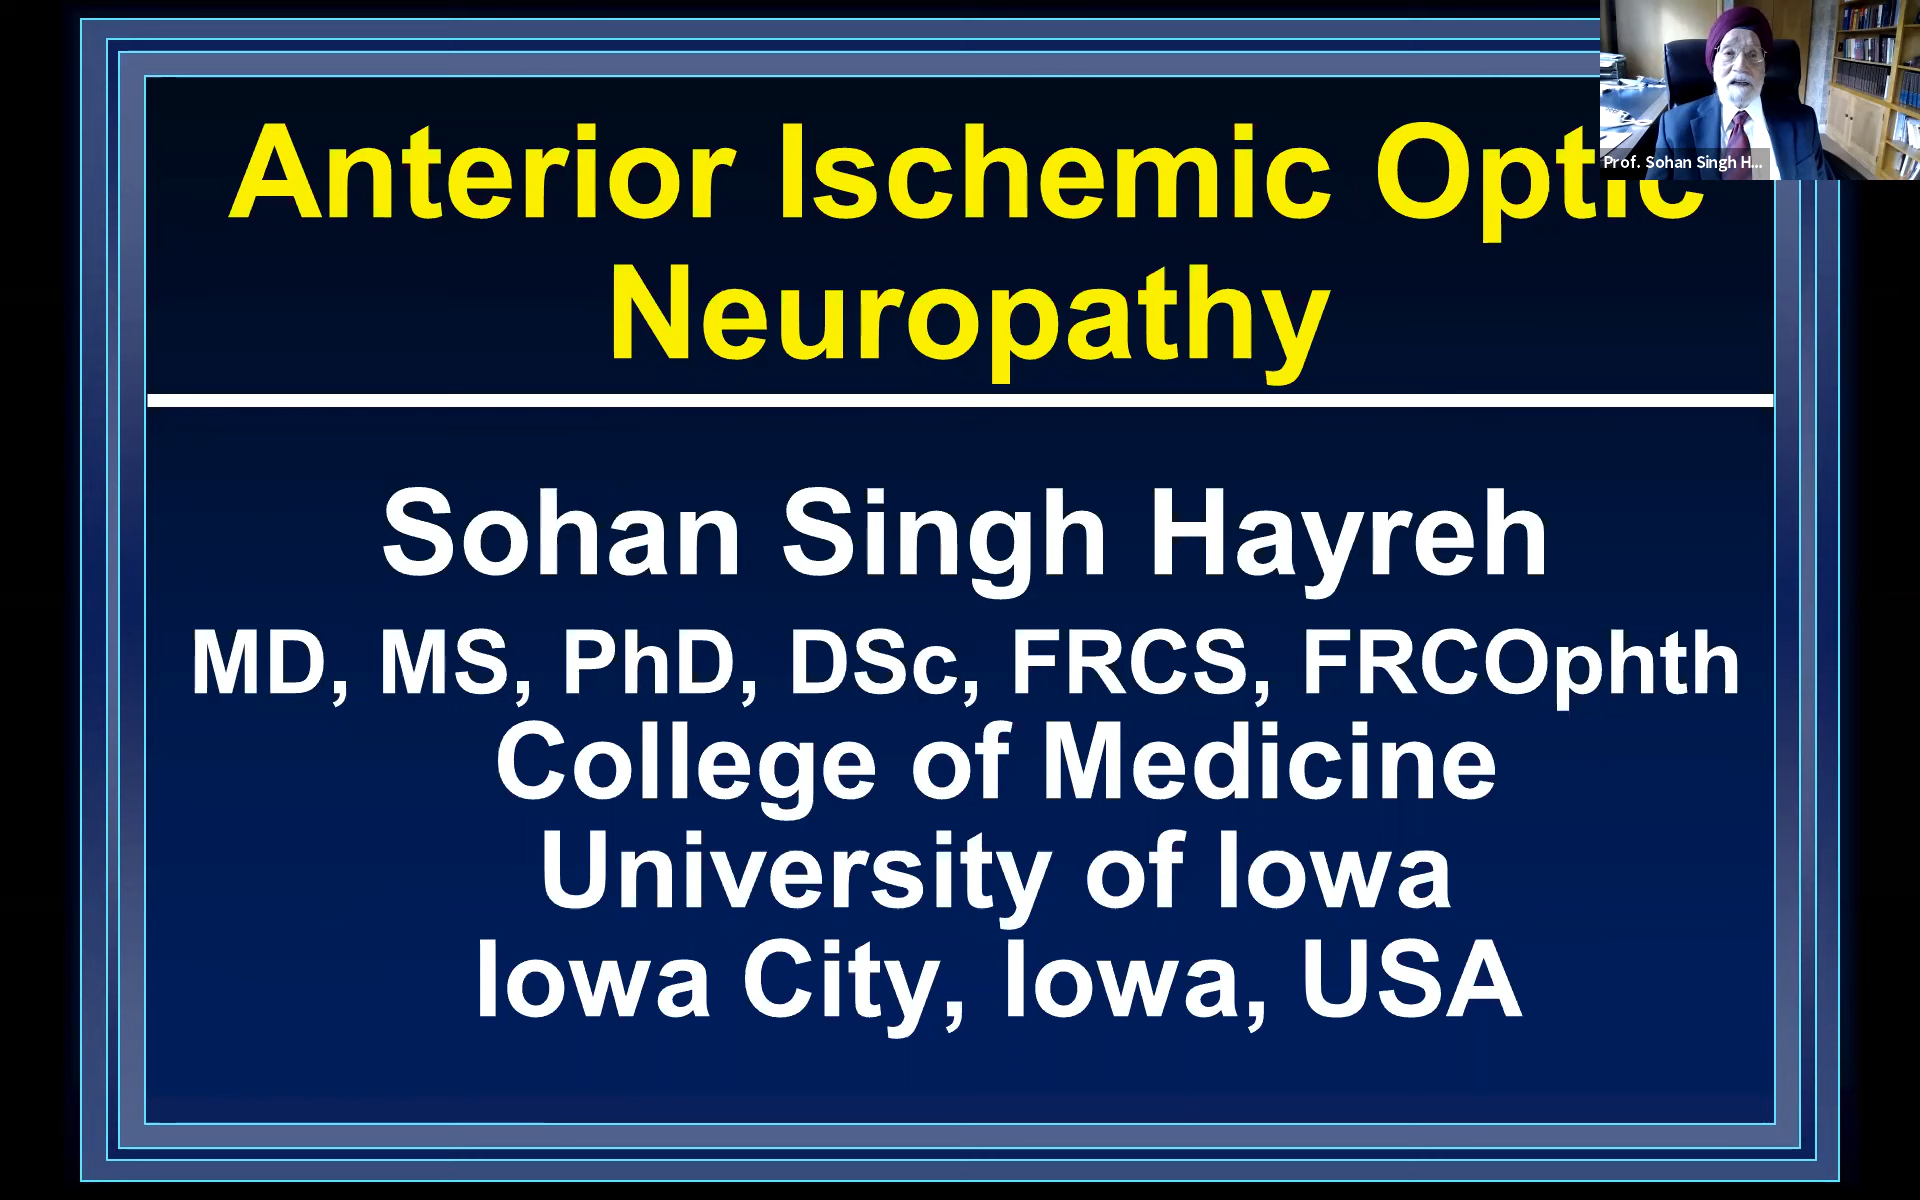 Anterior Ischemic Optic
Neuropathy
Prof. Sohan Singh H...
Sohan Singh Hayreh
MD, MS, PhD, DSc, FRCS, FRCOphth
College of Medicine
University of Iowa
Iowa City, Iowa, USA